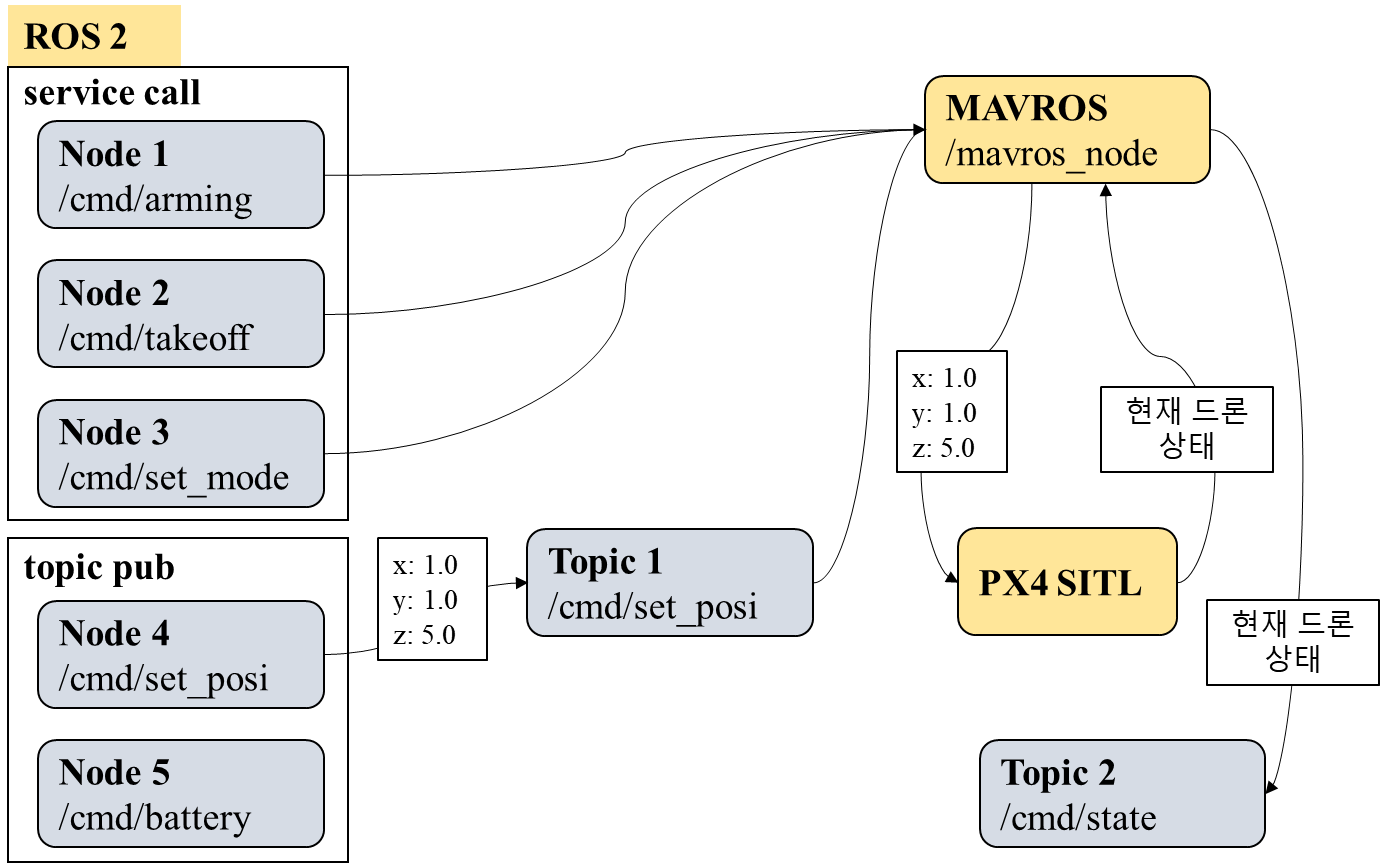 ROS 2
service call
Node 1
/cmd/arming
Node 2
/cmd/takeoff
Node 3
/cmd/set_mode
topic pub
Node 4
/cmd/set_posi
Node 5
/cmd/battery
x: 1.0
y: 1.0
z: 5.0
Topic 1
/cmd/set_posi
MAVROS
/mavros_node
x: 1.0
y: 1.0
z: 5.0
현재 드론
상태
PX4 SITL
현재 드론
상태
Topic 2
/cmd/state